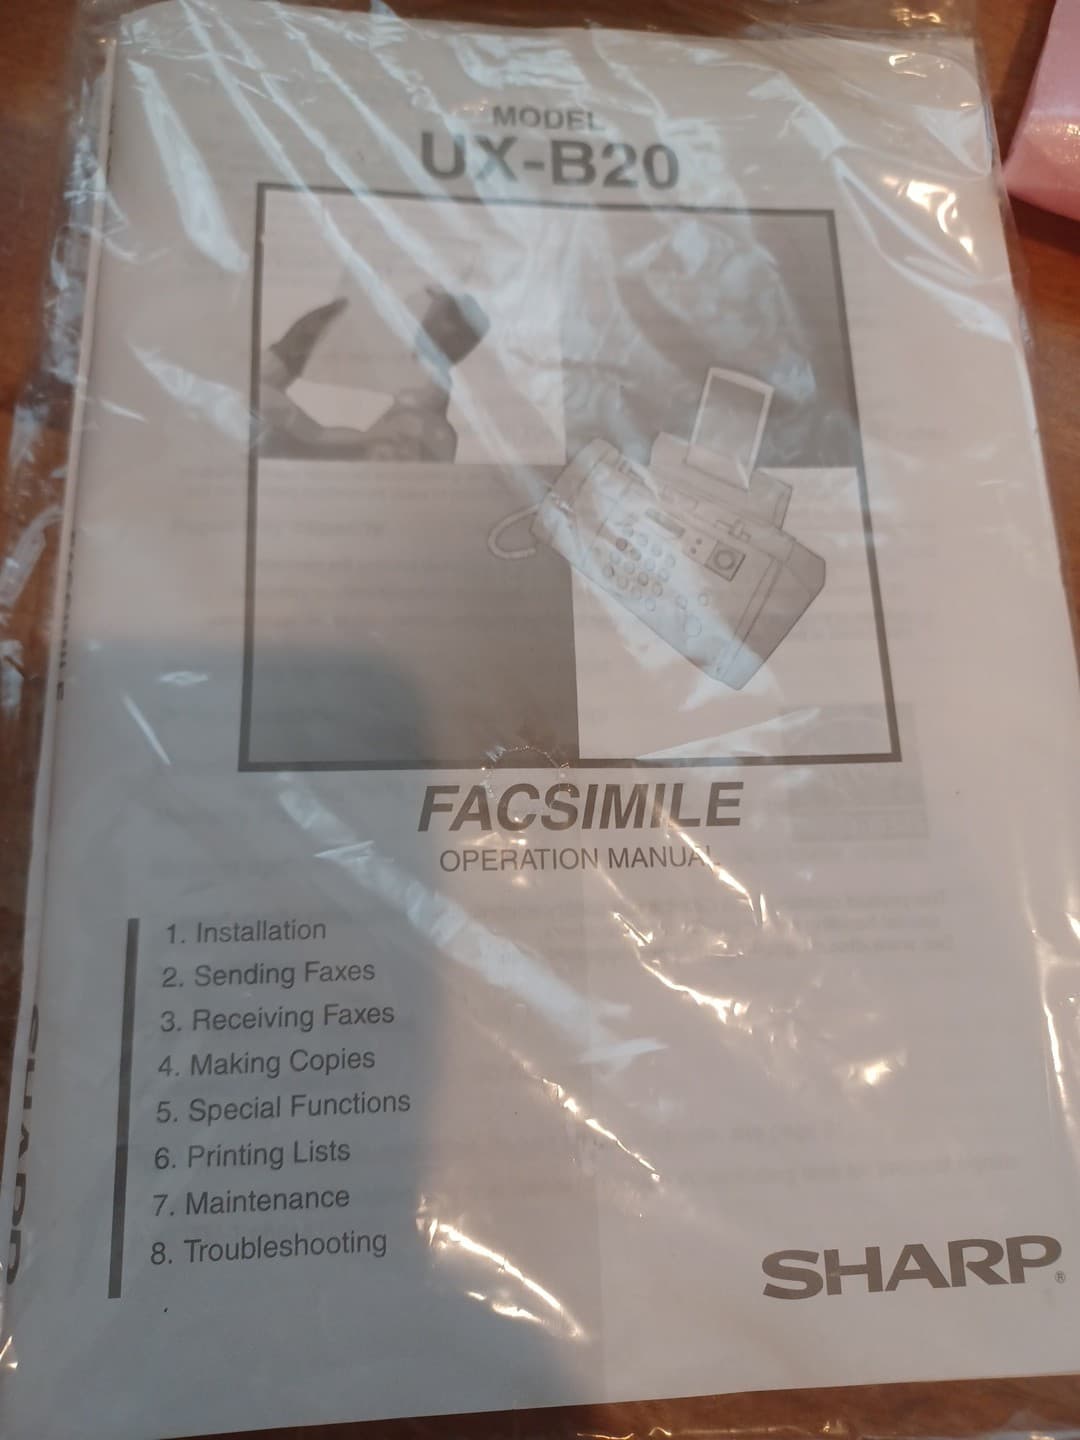 MODEL
UX-B20
FACSIMILE
OPERATION MANUAL
1. Installation
2. Sending Faxes
3. Receiving Faxes
4. Making Copies
5. Special Functions
6. Printing Lists
7. Maintenance
8. Troubleshooting
SHARP®
SHARP